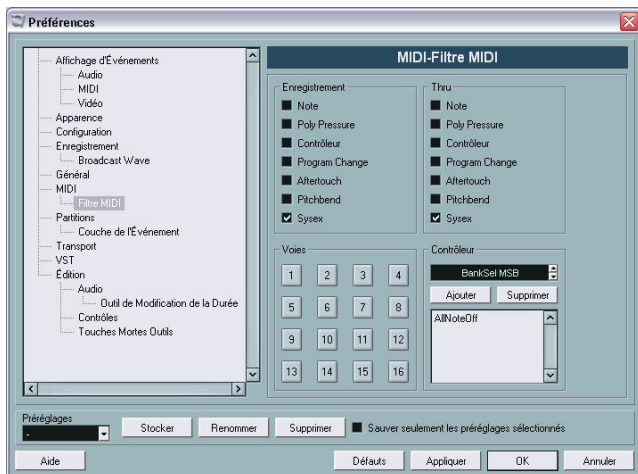 Préférences
Affichage d'Événements
Audio
MIDI
Vidéo
Apparence
Configuration
Enregistrement
Broadcast Wave
Général
MIDI
Filtre MIDI
Partitions
Couche de l'Événement
Transport
VST
Édition
Audio
Outil de Modification de la Durée
Contrôles
Touches Mortes Outils
MIDI-Filtre MIDI
Enregistrement
Note
Poly Pressure
Contrôleur
Program Change
Aftertouch
Pitchbend
Sysex
Thru
Note
Poly Pressure
Contrôleur
Program Change
Aftertouch
Pitchbend
Sysex
Voies
1 2 3 4
5 6 7 8
9 10 11 12
13 14 15 16
Contrôleur
BankSel MSB
Ajouter Supprimer
AllNoteOff
Préréglages
-
Stocker Renommer Supprimer Sauver seulement les préréglages sélectionnés
Aide Défauts Appliquer OK Annuler